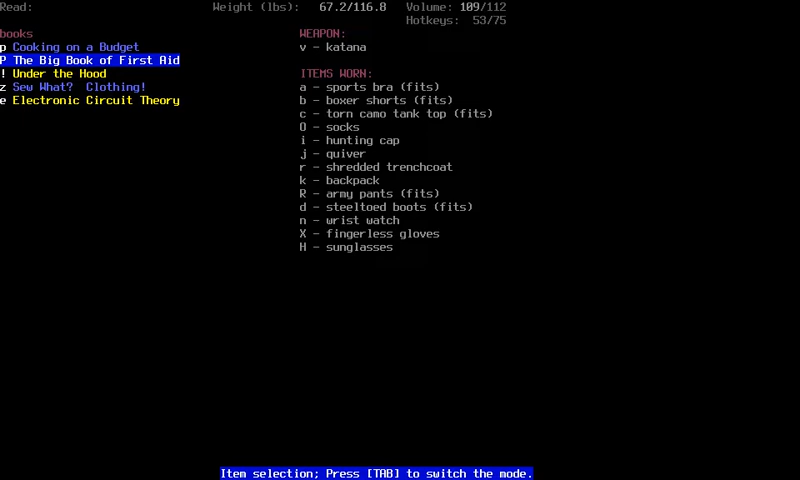 Read:
Weight (lbs): 67.2/116.8
Volume: 109/112
Hotkeys: 53/75
books
p Cooking on a Budget
P The Big Book of First Aid
! Under the Hood
z Sew What?  Clothing!
e Electronic Circuit Theory
WEAPON:
v - katana
ITEMS WORN:
a - sports bra (fits)
b - boxer shorts (fits)
c - torn camo tank top (fits)
O - socks
i - hunting cap
j - quiver
r - shredded trenchcoat
k - backpack
R - army pants (fits)
d - steeltoed boots (fits)
n - wrist watch
X - fingerless gloves
H - sunglasses
Item selection; Press [TAB] to switch the mode.